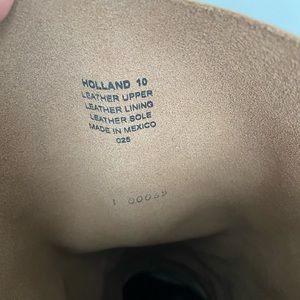 HOLLAND 10
LEATHER UPPER
LEATHER LINING
LEATHER SOLE
MADE IN MEXICO
025